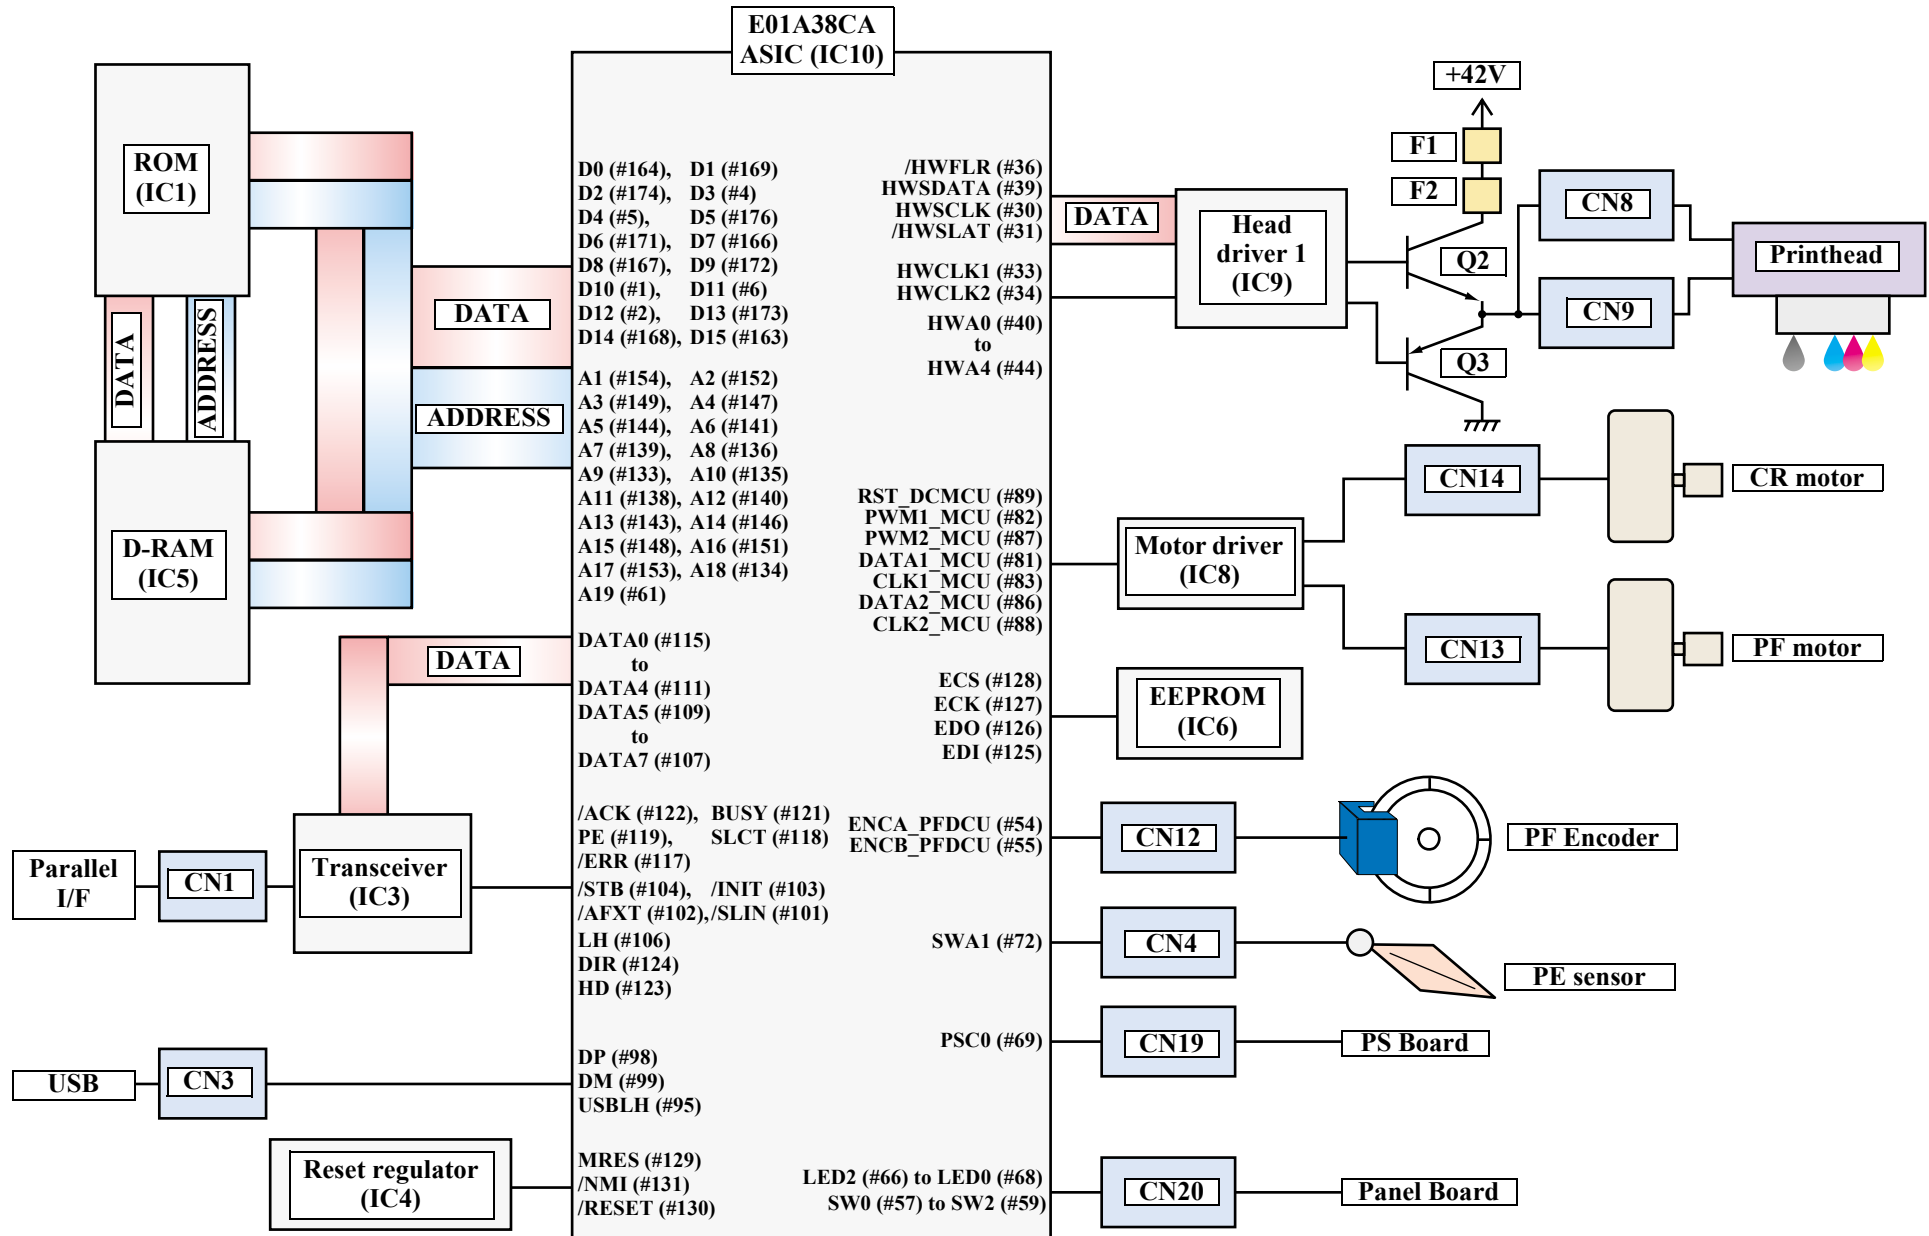 E01A38CA
ASIC (IC10)
ROM
(IC1)
DATA
ADDRESS
D-RAM
(IC5)
DATA
ADDRESS
DATA
Parallel
I/F
CN1
Transceiver
(IC3)
USB
CN3
Reset regulator
(IC4)
D0 (#164), D1 (#169)
D2 (#174), D3 (#4)
D4 (#5), D5 (#176)
D6 (#171), D7 (#166)
D8 (#167), D9 (#172)
D10 (#1), D11 (#6)
D12 (#2), D13 (#173)
D14 (#168), D15 (#163)
A1 (#154), A2 (#152)
A3 (#149), A4 (#147)
A5 (#144), A6 (#141)
A7 (#139), A8 (#136)
A9 (#133), A10 (#135)
A11 (#138), A12 (#140)
A13 (#143), A14 (#146)
A15 (#148), A16 (#151)
A17 (#153), A18 (#134)
A19 (#61)
DATA0 (#115)
to
DATA4 (#111)
DATA5 (#109)
to
DATA7 (#107)
/ACK (#122), BUSY (#121)
PE (#119), SLCT (#118)
/ERR (#117)
/STB (#104), /INIT (#103)
/AFXT (#102), /SLIN (#101)
LH (#106)
DIR (#124)
HD (#123)
DP (#98)
DM (#99)
USBLH (#95)
MRES (#129)
/NMI (#131)
/RESET (#130)
/HWFLR (#36)
HWSDATA (#39)
HWSCLK (#30)
/HWSLAT (#31)
HWCLK1 (#33)
HWCLK2 (#34)
HWA0 (#40)
to
HWA4 (#44)
RST_DCMCU (#89)
PWM1_MCU (#82)
PWM2_MCU (#87)
DATA1_MCU (#81)
CLK1_MCU (#83)
DATA2_MCU (#86)
CLK2_MCU (#88)
ECS (#128)
ECK (#127)
EDO (#126)
EDI (#125)
ENCA_PFDCU (#54)
ENCB_PFDCU (#55)
SWA1 (#72)
PSC0 (#69)
LED2 (#66) to LED0 (#68)
SW0 (#57) to SW2 (#59)
DATA
Head
driver 1
(IC9)
+42V
F1
F2
Q2
Q3
CN8
CN9
Printhead
Motor driver
(IC8)
CN14
CR motor
CN13
PF motor
EEPROM
(IC6)
CN12
PF Encoder
CN4
PE sensor
CN19
PS Board
CN20
Panel Board